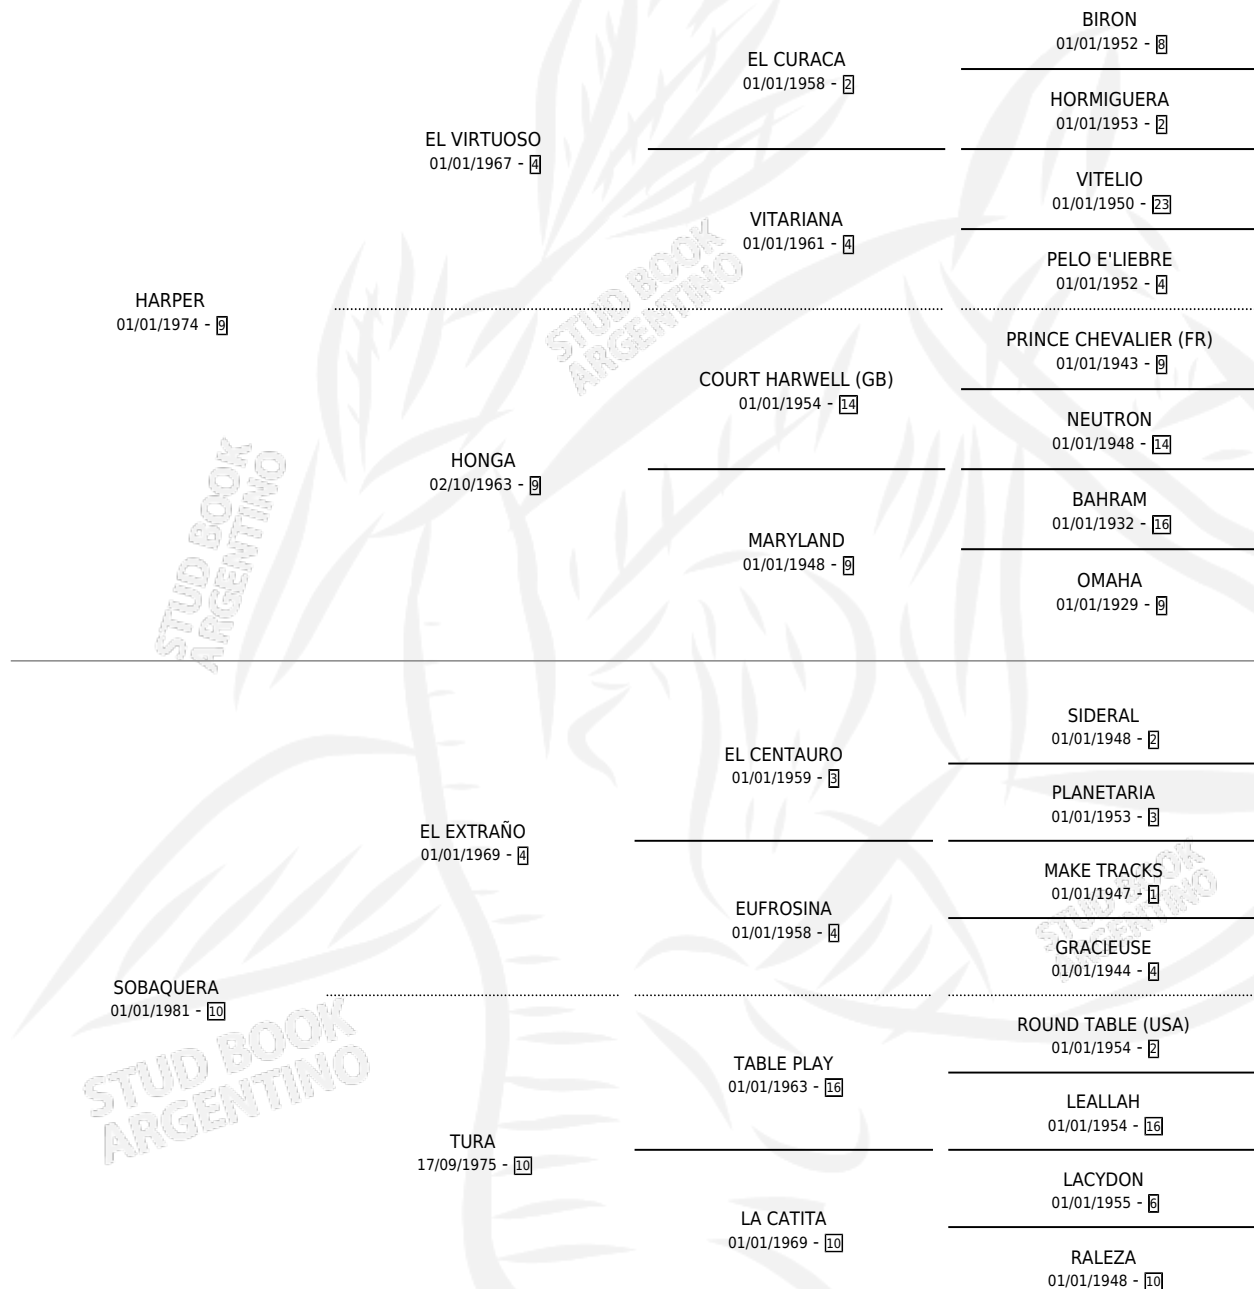 BIRON
01/01/1952 - 8
EL CURACA
01/01/1958 - 2
HORMIGUERA
01/01/1953 - 2
EL VIRTUOSO
01/01/1967 - 4
VITELIO
01/01/1950 - 23
VITARIANA
01/01/1961 - 4
PELO E'LIEBRE
01/01/1952 - 4
HARPER
01/01/1974 - 9
PRINCE CHEVALIER (FR)
01/01/1943 - 9
COURT HARWELL (GB)
01/01/1954 - 14
NEUTRON
01/01/1948 - 14
HONGA
02/10/1963 - 9
BAHRAM
01/01/1932 - 16
MARYLAND
01/01/1948 - 9
OMAHA
01/01/1929 - 9
SIDERAL
01/01/1948 - 2
EL CENTAURO
01/01/1959 - 3
PLANETARIA
01/01/1953 - 3
EL EXTRAÑO
01/01/1969 - 4
MAKE TRACKS
01/01/1947 - 1
EUFROSINA
01/01/1958 - 4
GRACIEUSE
01/01/1944 - 4
SOBAQUERA
01/01/1981 - 10
ROUND TABLE (USA)
01/01/1954 - 2
TABLE PLAY
01/01/1963 - 16
LEALLAH
01/01/1954 - 16
TURA
17/09/1975 - 10
LACYDON
01/01/1955 - 6
LA CATITA
01/01/1969 - 10
RALEZA
01/01/1948 - 10
STUD BOOK
ARGENTINO
STUD BOOK
ARGENTINO
STUD BOOK
ARGENTINO
STUD BOOK
ARGENTINO